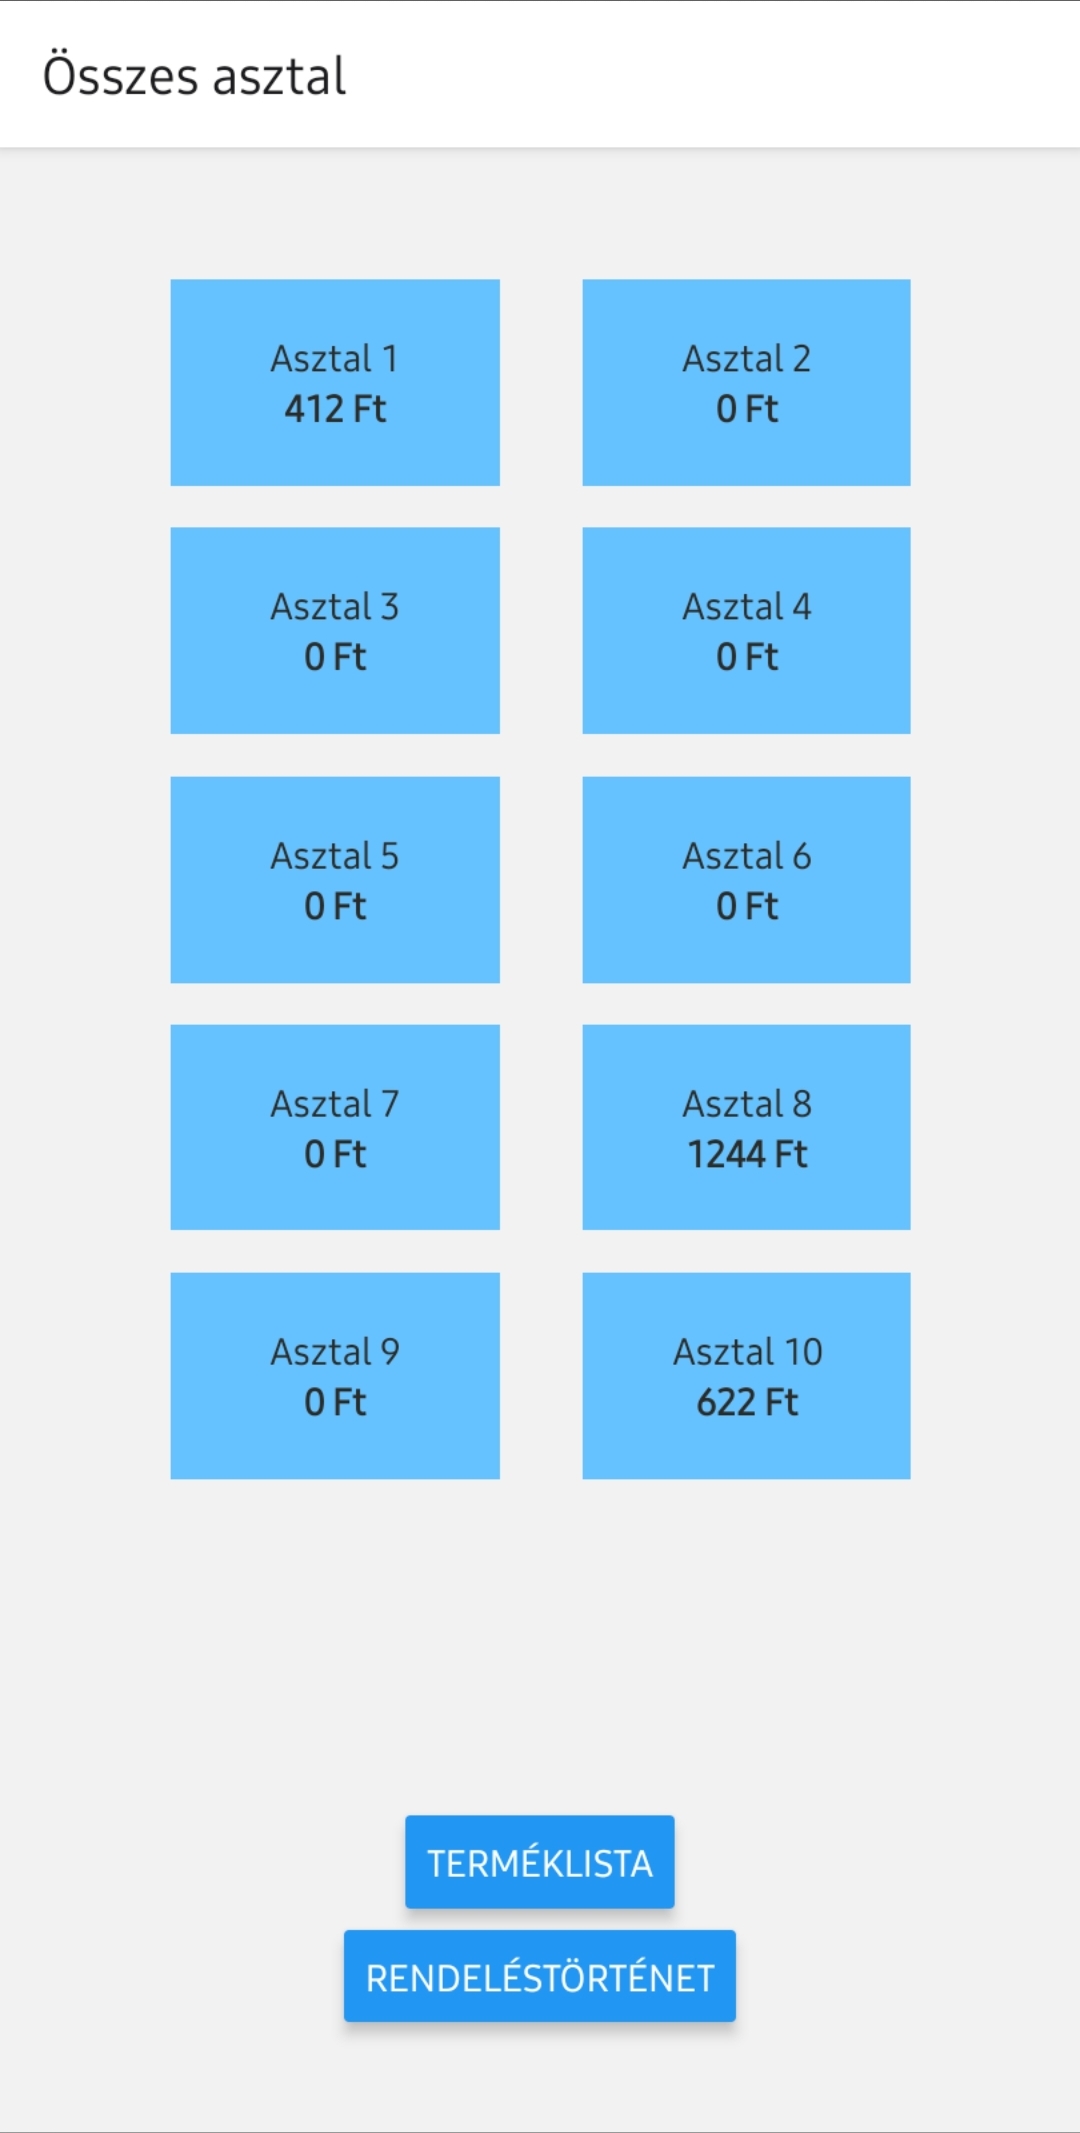 Összes asztal
Asztal 1
412 Ft
Asztal 2
0 Ft
Asztal 3
0 Ft
Asztal 4
0 Ft
Asztal 5
0 Ft
Asztal 6
0 Ft
Asztal 7
0 Ft
Asztal 8
1244 Ft
Asztal 9
0 Ft
Asztal 10
622 Ft
TERMÉKLISTA
RENDELÉSTÖRTÉNET